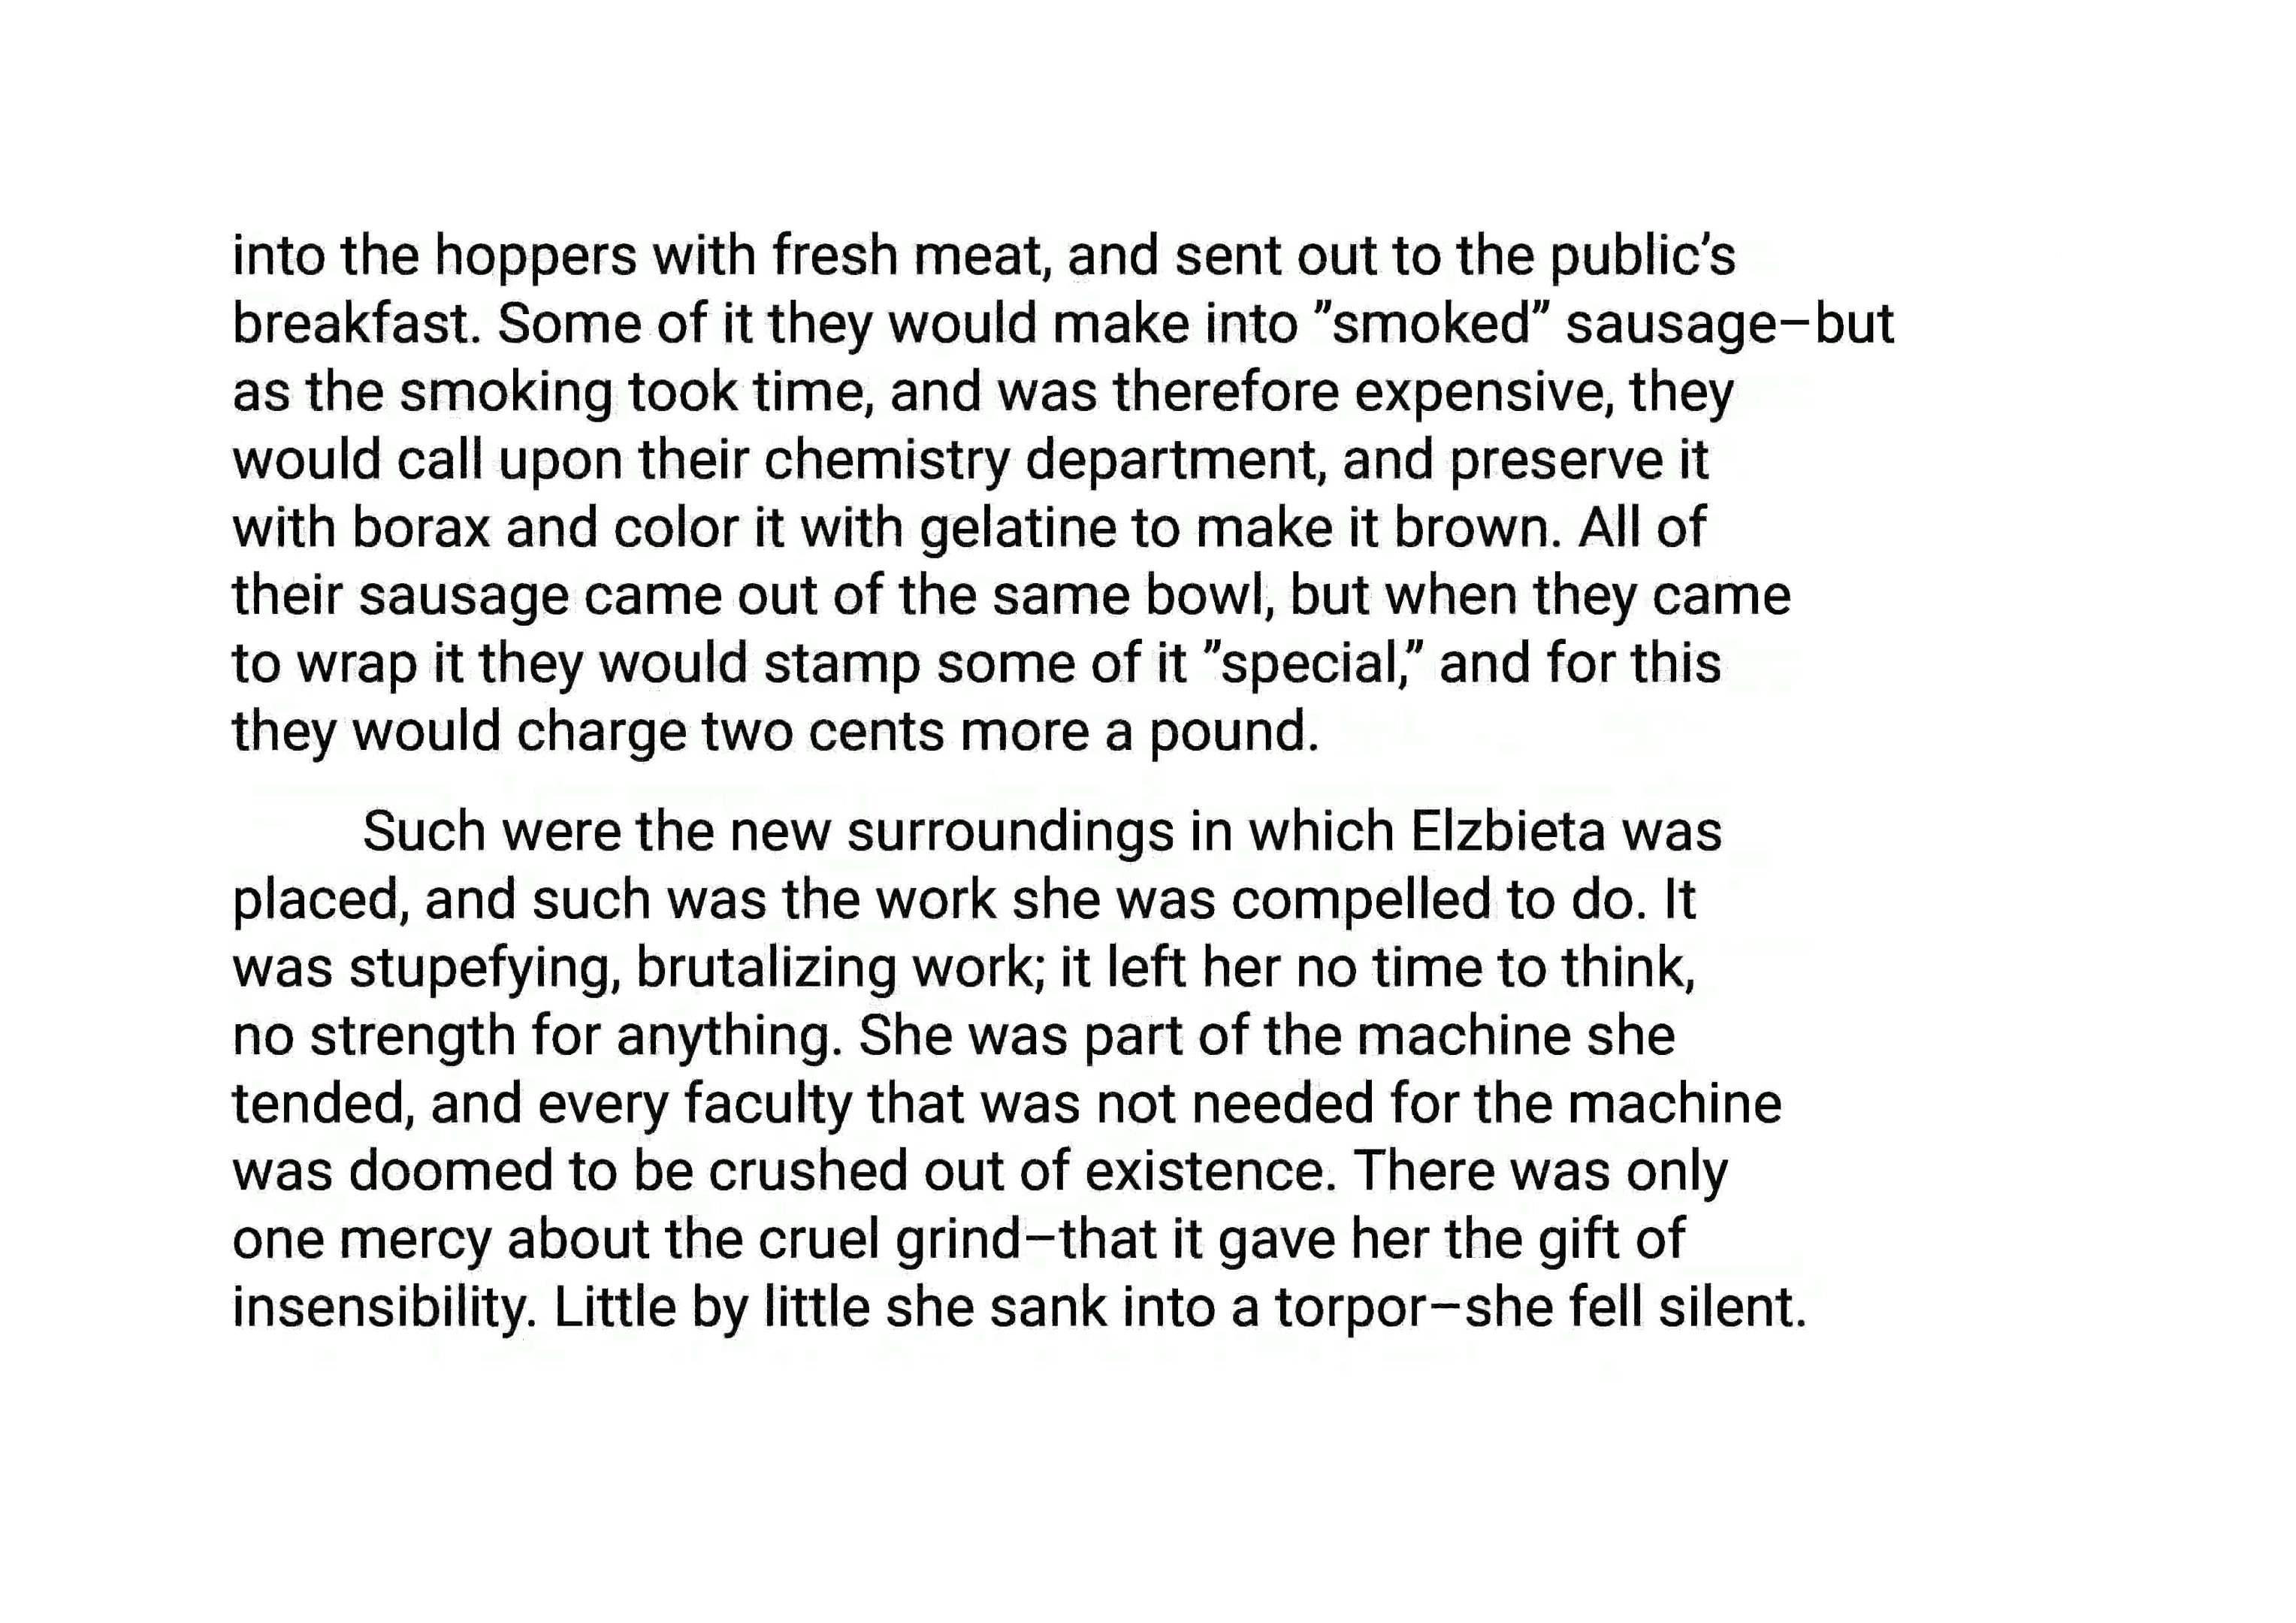 into the hoppers with fresh meat, and sent out to the public’s
breakfast. Some of it they would make into ”smoked” sausage–but
as the smoking took time, and was therefore expensive, they
would call upon their chemistry department, and preserve it
with borax and color it with gelatine to make it brown. All of
their sausage came out of the same bowl, but when they came
to wrap it they would stamp some of it ”special,” and for this
they would charge two cents more a pound.
Such were the new surroundings in which Elzbieta was
placed, and such was the work she was compelled to do. It
was stupefying, brutalizing work; it left her no time to think,
no strength for anything. She was part of the machine she
tended, and every faculty that was not needed for the machine
was doomed to be crushed out of existence. There was only
one mercy about the cruel grind–that it gave her the gift of
insensibility. Little by little she sank into a torpor–she fell silent.